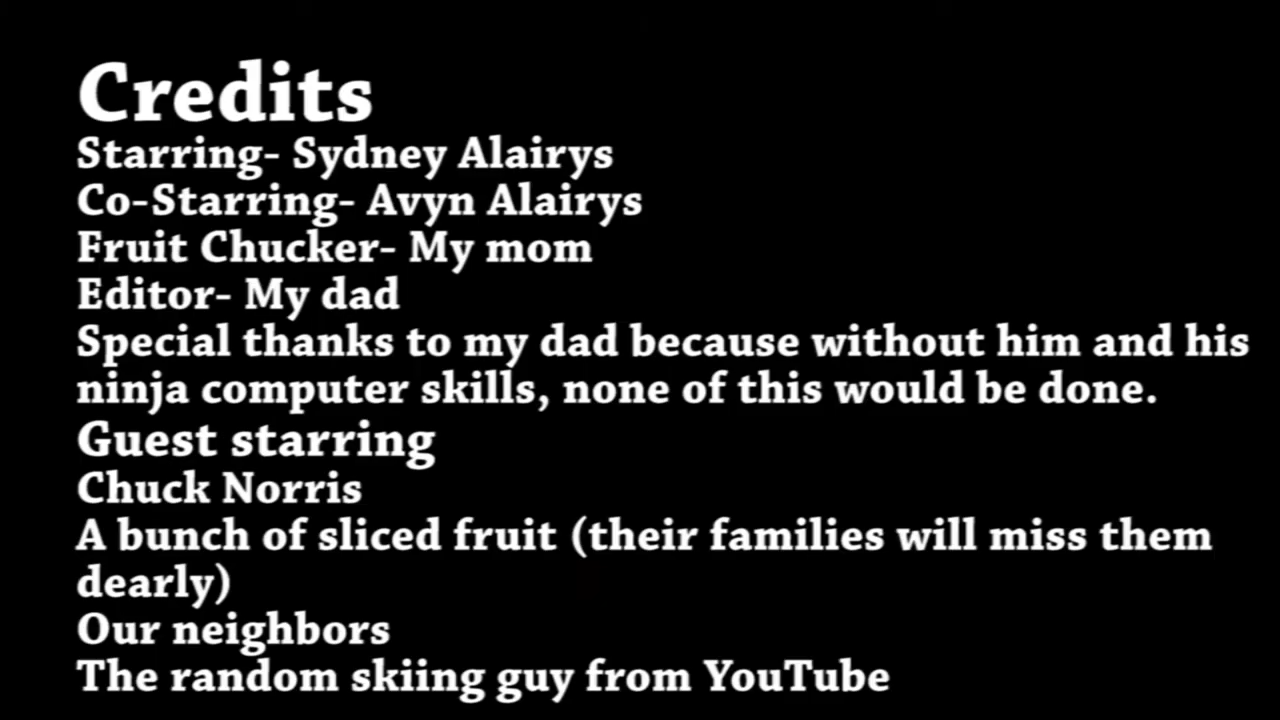 Credits
Starring- Sydney Alairys
Co-Starring- Avyn Alairys
Fruit Chucker- My mom
Editor- My dad
Special thanks to my dad because without him and his
ninja computer skills, none of this would be done.
Guest starring
Chuck Norris
A bunch of sliced fruit (their families will miss them
dearly)
Our neighbors
The random skiing guy from YouTube